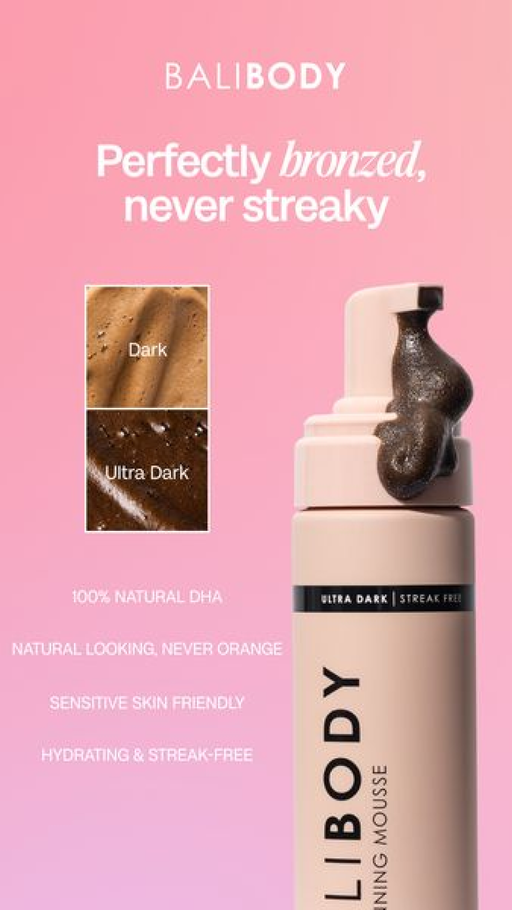 BALIBODY
Perfectly bronzed,
never streaky
Dark
Ultra Dark
100% NATURAL DHA
NATURAL LOOKING, NEVER ORANGE
SENSITIVE SKIN FRIENDLY
HYDRATING & STREAK-FREE
ULTRA DARK | STREAK FREE
LIBODY
NNING MOUSSE